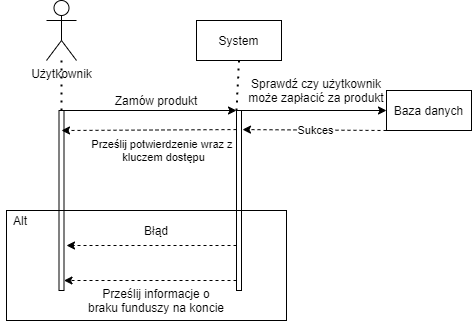 Użytkownik
System
Sprawdź czy użytkownik
może zapłacić za produkt
Zamów produkt
Baza danych
Sukces
Prześlij potwierdzenie wraz z
kluczem dostępu
Alt
Błąd
Prześlij informacje o
braku funduszy na koncie